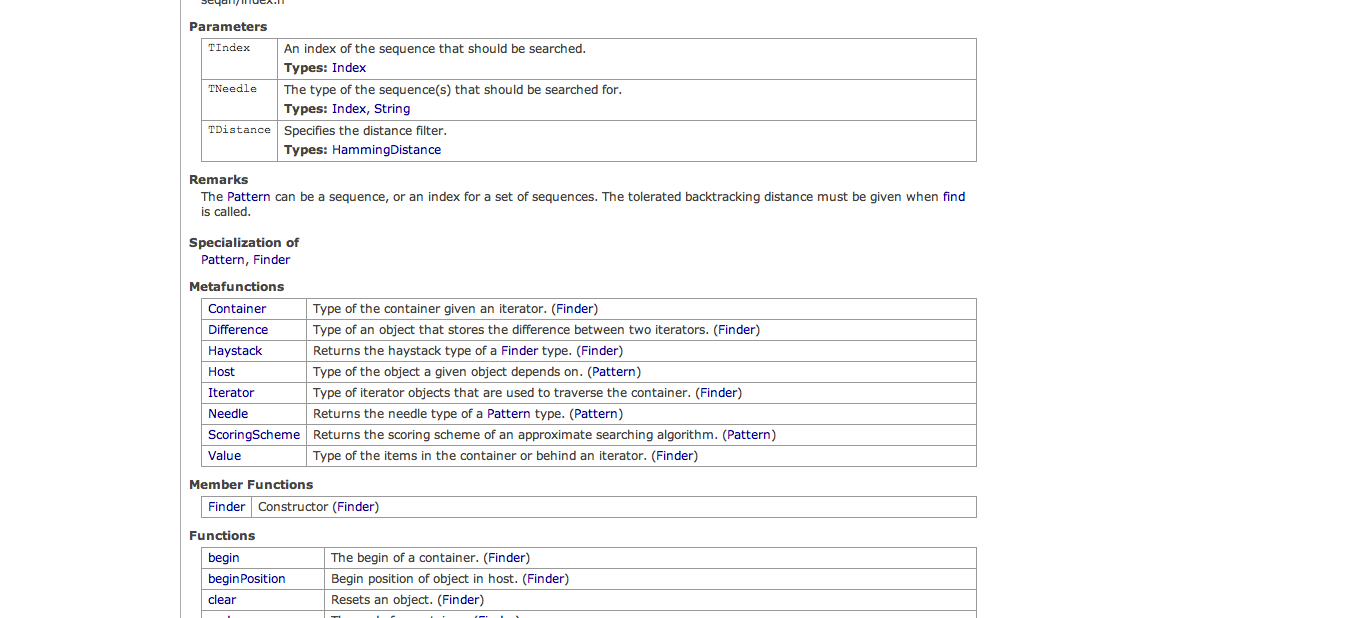 seqan/index.h
Parameters
TIndex An index of the sequence that should be searched.
Types: Index
TNeedle The type of the sequence(s) that should be searched for.
Types: Index, String
TDistance Specifies the distance filter.
Types: HammingDistance
Remarks
The Pattern can be a sequence, or an index for a set of sequences. The tolerated backtracking distance must be given when find
is called.
Specialization of
Pattern, Finder
Metafunctions
Container Type of the container given an iterator. (Finder)
Difference Type of an object that stores the difference between two iterators. (Finder)
Haystack Returns the haystack type of a Finder type. (Finder)
Host Type of the object a given object depends on. (Pattern)
Iterator Type of iterator objects that are used to traverse the container. (Finder)
Needle Returns the needle type of a Pattern type. (Pattern)
ScoringScheme Returns the scoring scheme of an approximate searching algorithm. (Pattern)
Value Type of the items in the container or behind an iterator. (Finder)
Member Functions
Finder Constructor (Finder)
Functions
begin The begin of a container. (Finder)
beginPosition Begin position of object in host. (Finder)
clear Resets an object. (Finder)